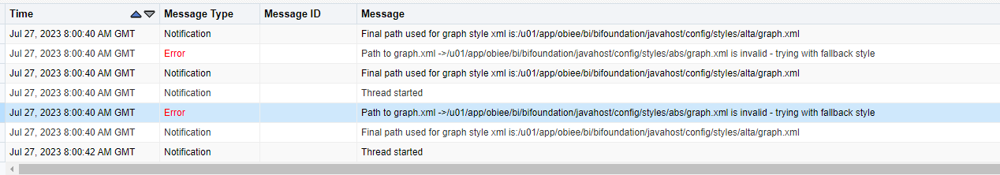 Time Message Type Message ID Message
Jul 27, 2023 8:00:40 AM GMT Notification Final path used for graph style xml is:/u01/app/obiee/bi/bifoundation/javahost/config/styles/alta/graph.xml
Jul 27, 2023 8:00:40 AM GMT Error Path to graph.xml ->/u01/app/obiee/bi/bifoundation/javahost/config/styles/abs/graph.xml is invalid - trying with fallback style
Jul 27, 2023 8:00:40 AM GMT Notification Final path used for graph style xml is:/u01/app/obiee/bi/bifoundation/javahost/config/styles/alta/graph.xml
Jul 27, 2023 8:00:40 AM GMT Notification Thread started
Jul 27, 2023 8:00:40 AM GMT Error Path to graph.xml ->/u01/app/obiee/bi/bifoundation/javahost/config/styles/abs/graph.xml is invalid - trying with fallback style
Jul 27, 2023 8:00:40 AM GMT Notification Final path used for graph style xml is:/u01/app/obiee/bi/bifoundation/javahost/config/styles/alta/graph.xml
Jul 27, 2023 8:00:42 AM GMT Notification Thread started